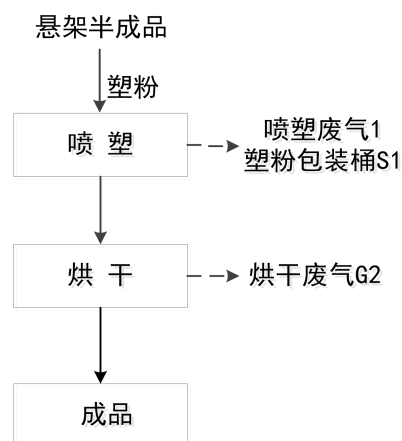 悬架半成品
塑粉
喷 塑
喷塑废气1
塑粉包装桶S1
烘 干
烘干废气G2
成品